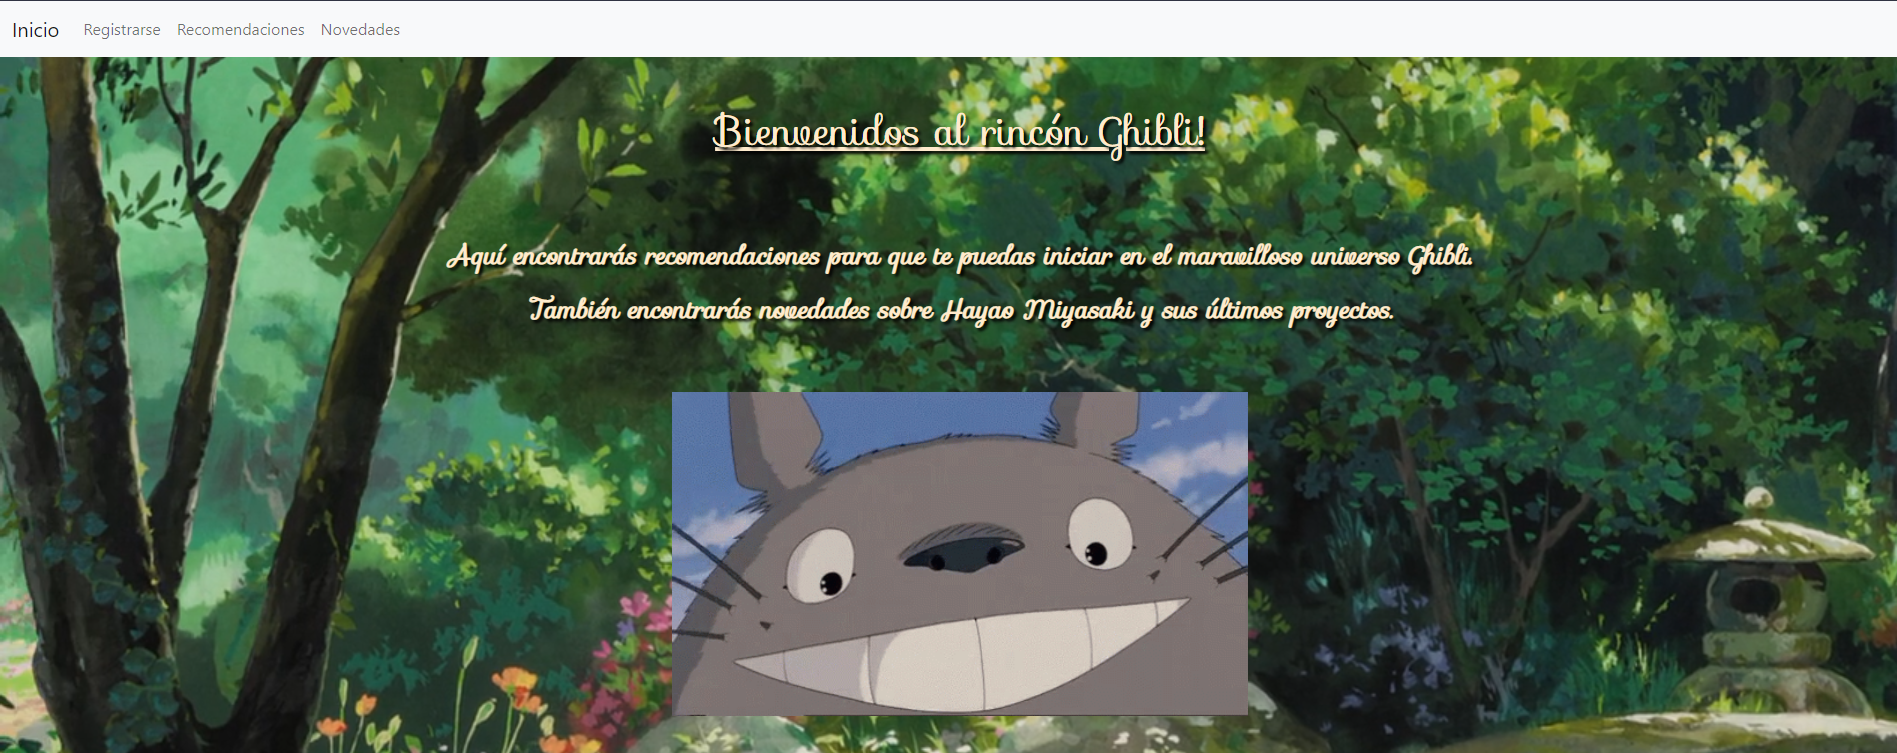 Inicio Registrarse Recomendaciones Novedades
Bienvenidos al rincón Ghibli!
Aquí encontrarás recomendaciones para que te puedas iniciar en el maravilloso universo Ghibli.
También encontrarás novedades sobre Hayao Miyasaki y sus últimos proyectos.